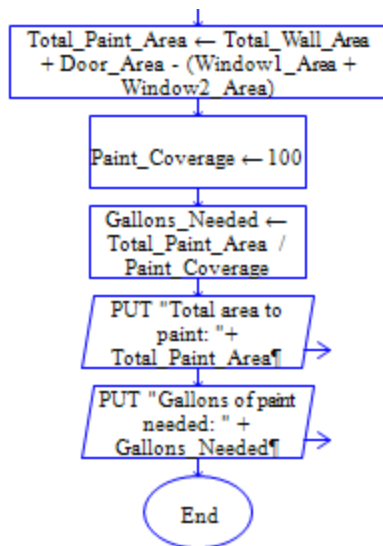 Total_Paint_Area ← Total_Wall_Area
+ Door_Area - (Window1_Area +
Window2_Area)
Paint_Coverage ← 100
Gallons_Needed ←
Total_Paint_Area /
Paint_Coverage
PUT "Total area to
paint: "+
Total_Paint_Area¶
PUT "Gallons of paint
needed: " +
Gallons_Needed¶
End